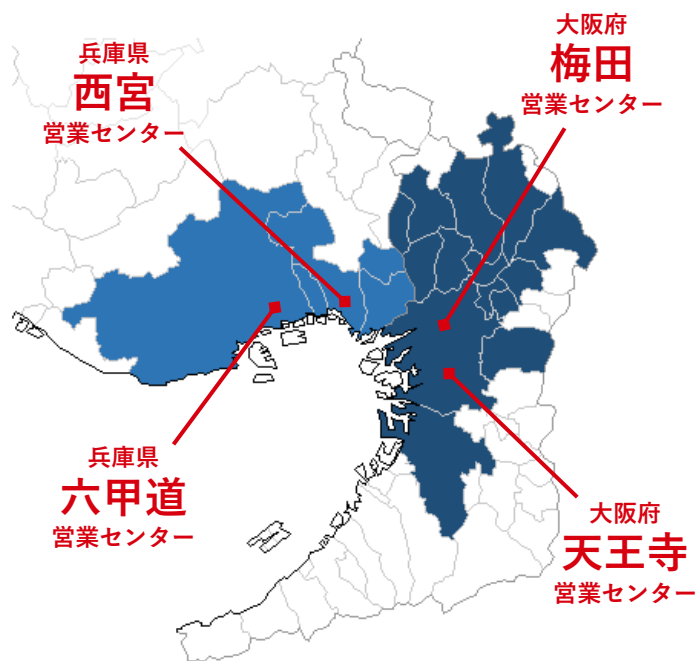 兵庫県
西宮
営業センター
大阪府
梅田
営業センター
兵庫県
六甲道
営業センター
大阪府
天王寺
営業センター